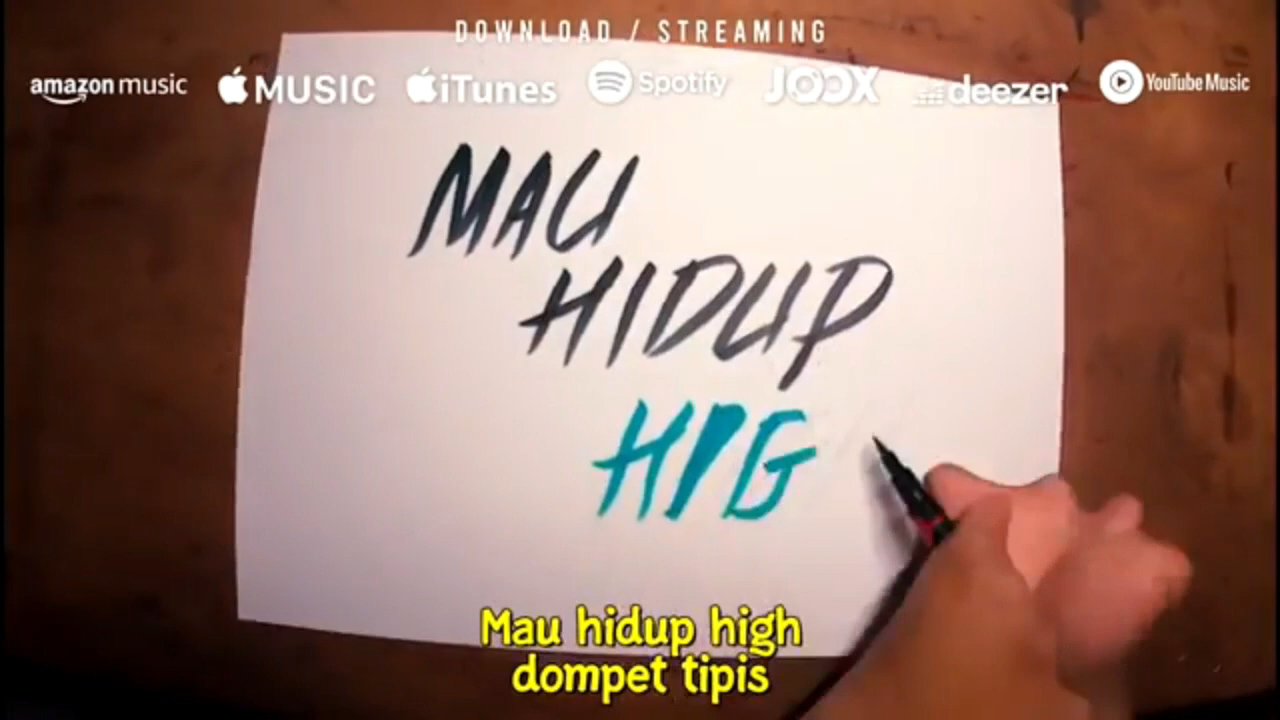 DOWNLOAD / STREAMING
amazon music MUSIC iTunes Spotify JOOX deezer YouTube Music
MAU
HIDUP
HIG
Mau hidup high
dompet tipis